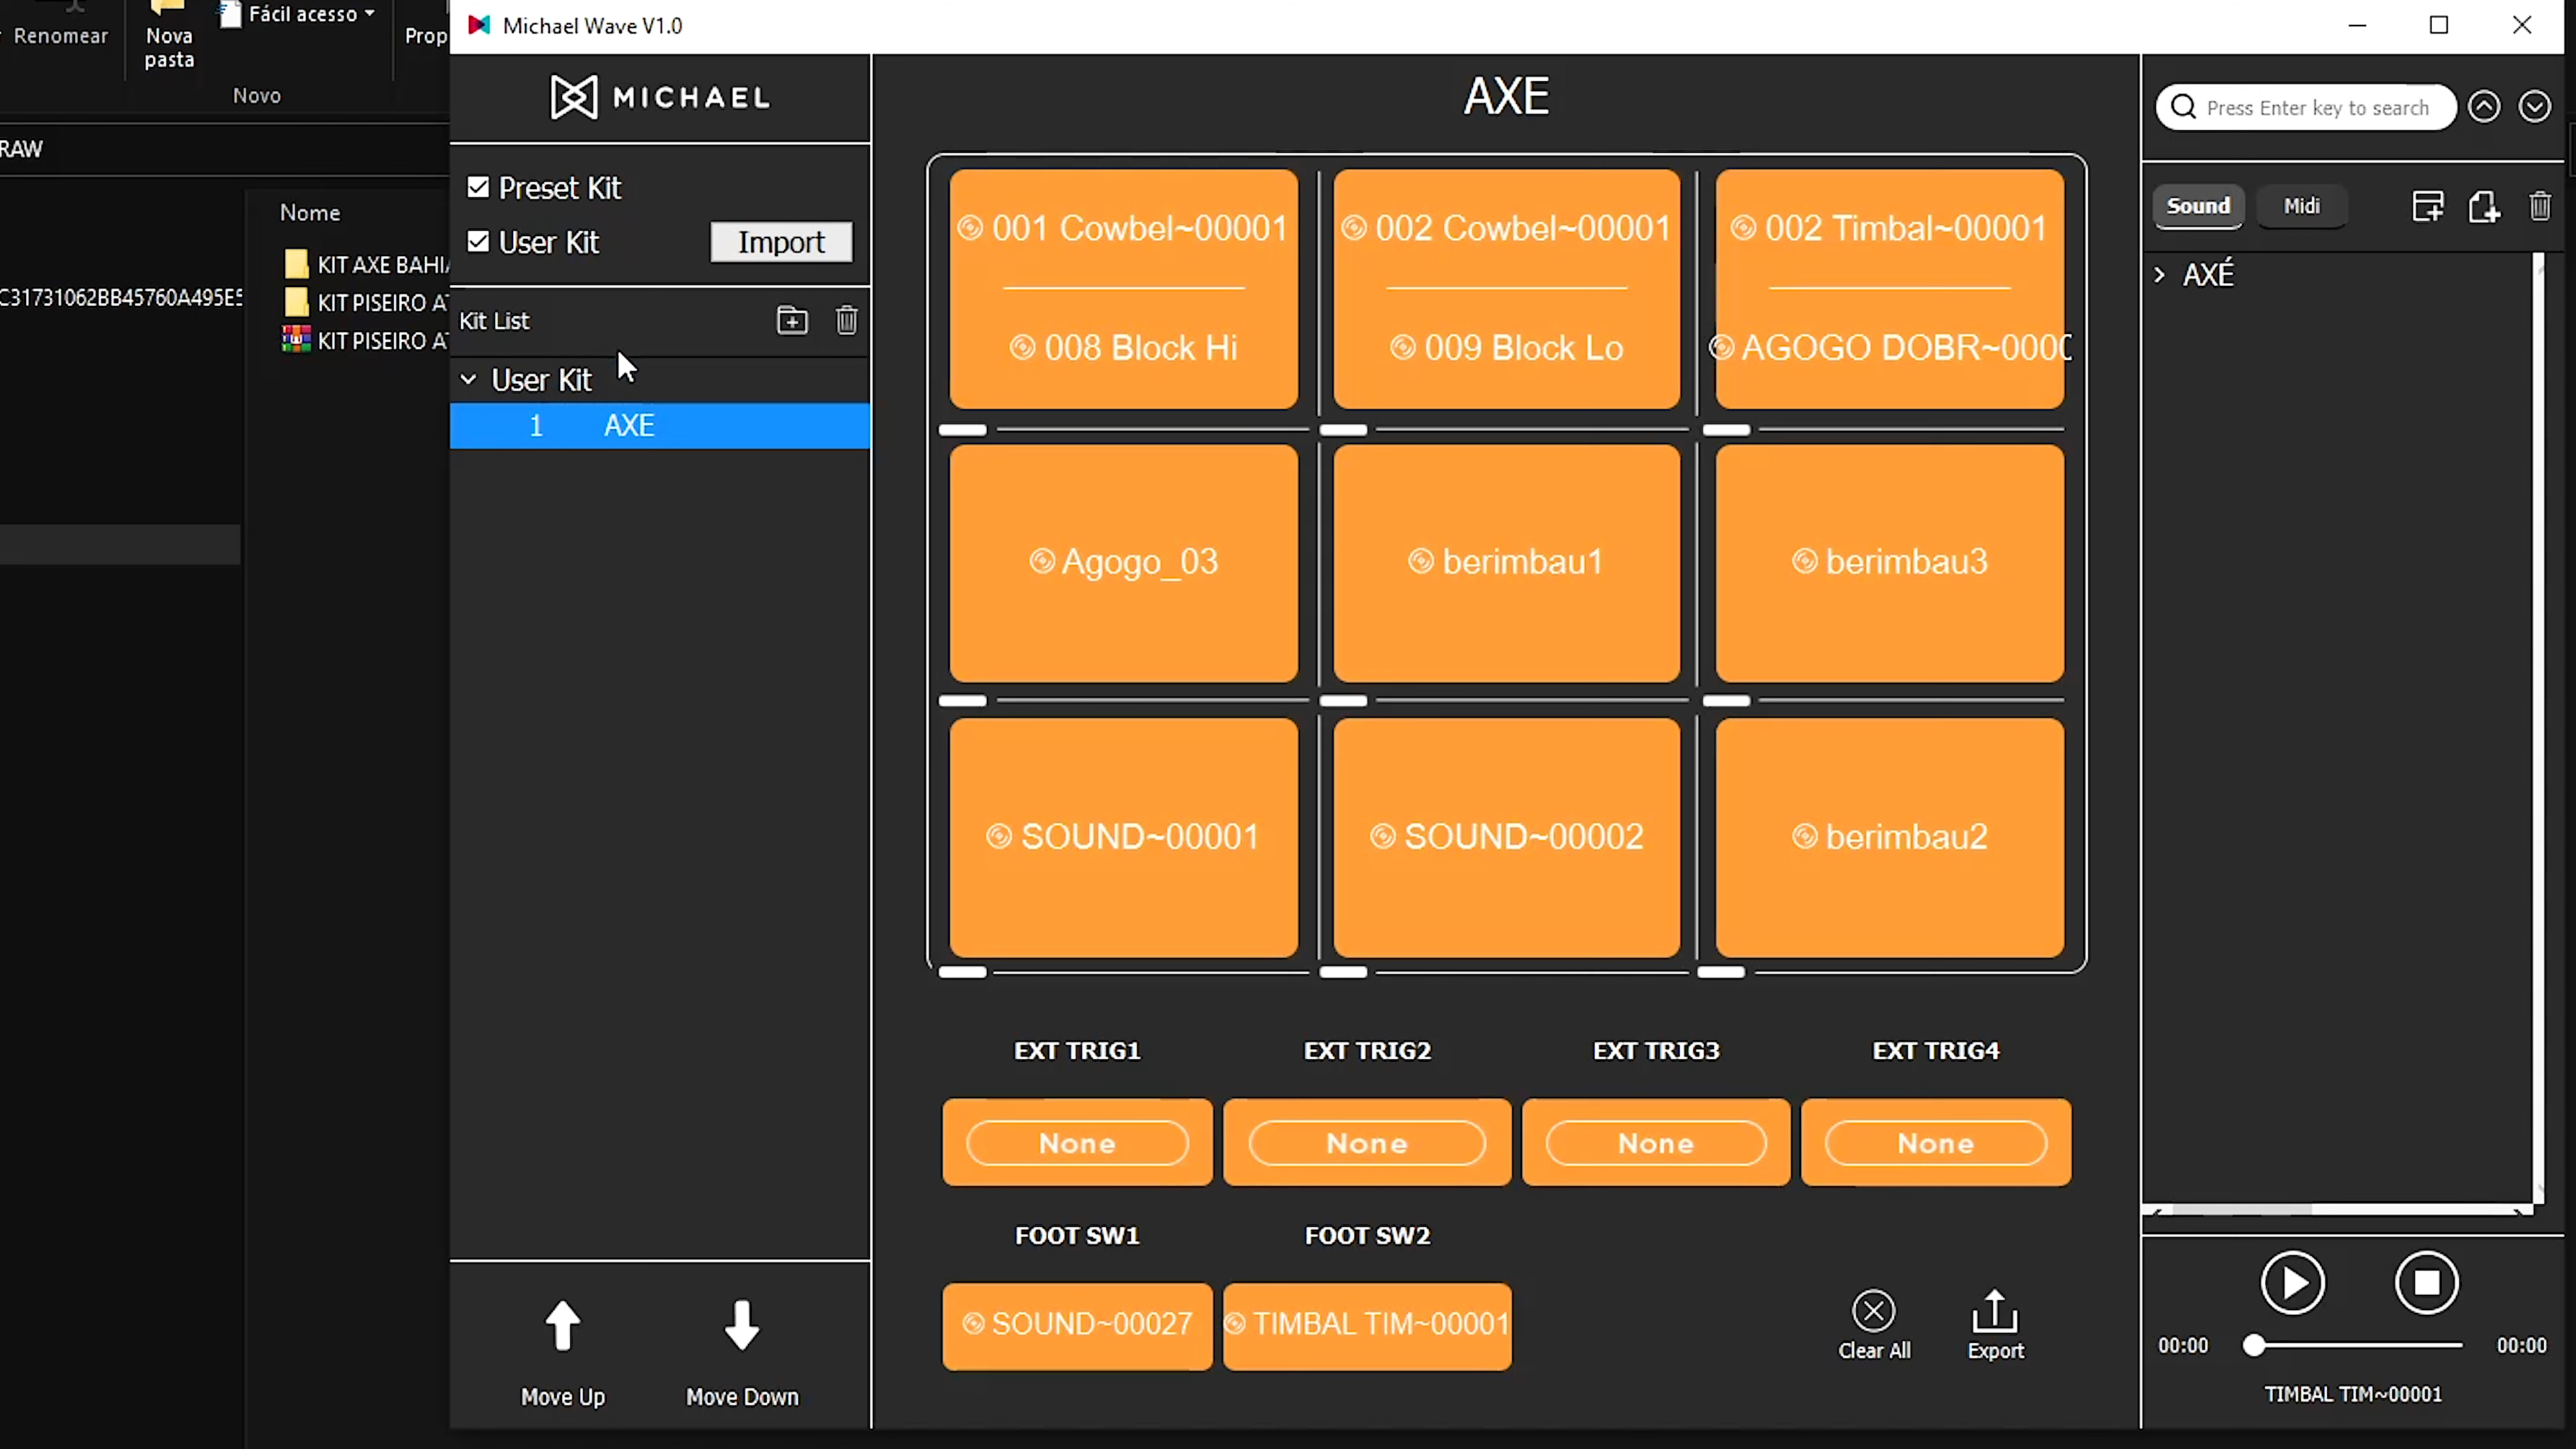 Renomear
Nova
pasta
Fácil acesso
Prop
Novo
RAW
Nome
KIT AXE BAHIA
C31731062BB45760A495E5
KIT PISEIRO AT
KIT PISEIRO AT
Michael Wave V1.0
MICHAEL
Preset Kit
User Kit
Import
Kit List
User Kit
1 AXE
Move Up
Move Down
AXE
001 Cowbel~00001
002 Cowbel~00001
002 Timbal~00001
008 Block Hi
009 Block Lo
AGOGO DOBR~0000
Agogo_03
berimbau1
berimbau3
SOUND~00001
SOUND~00002
berimbau2
EXT TRIG1
EXT TRIG2
EXT TRIG3
EXT TRIG4
None
None
None
None
FOOT SW1
FOOT SW2
SOUND~00027
TIMBAL TIM~00001
Clear All
Export
Press Enter key to search
Sound
Midi
AXÉ
00:00
00:00
TIMBAL TIM~00001